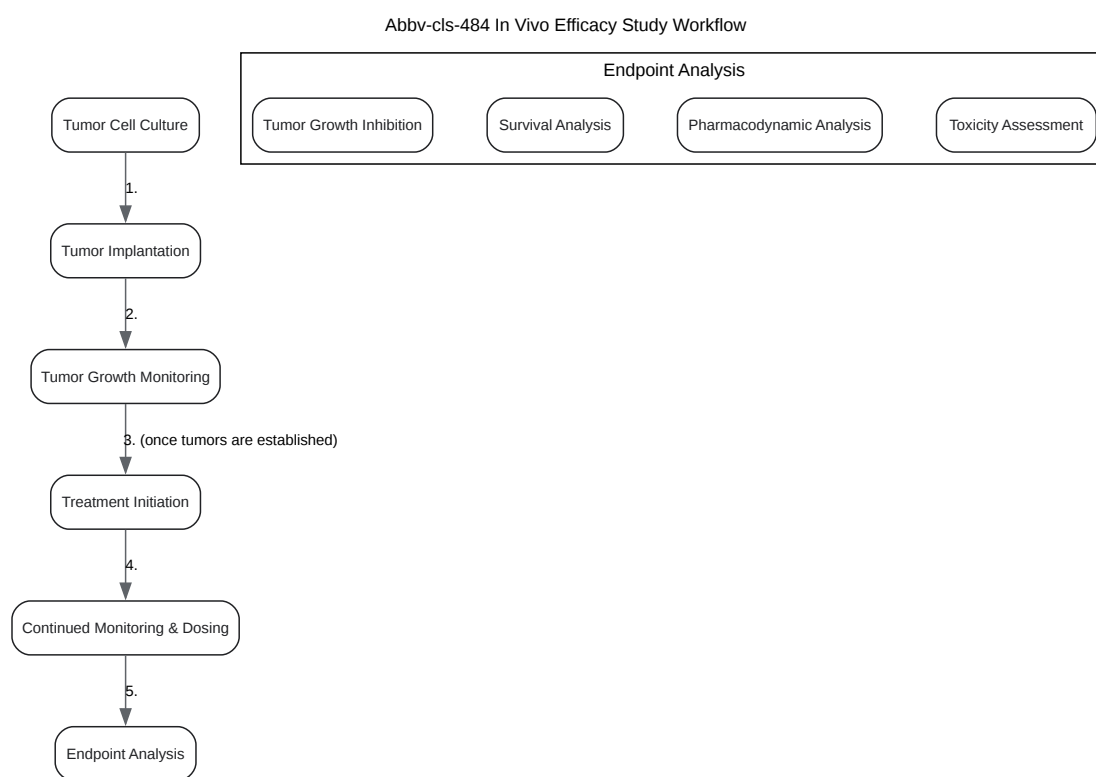 Abbv-cls-484 In Vivo Efficacy Study Workflow
Endpoint Analysis
Tumor Cell Culture
Tumor Growth Inhibition
Survival Analysis
Pharmacodynamic Analysis
Toxicity Assessment
1.
Tumor Implantation
2.
Tumor Growth Monitoring
3. (once tumors are established)
Treatment Initiation
4.
Continued Monitoring & Dosing
5.
Endpoint Analysis